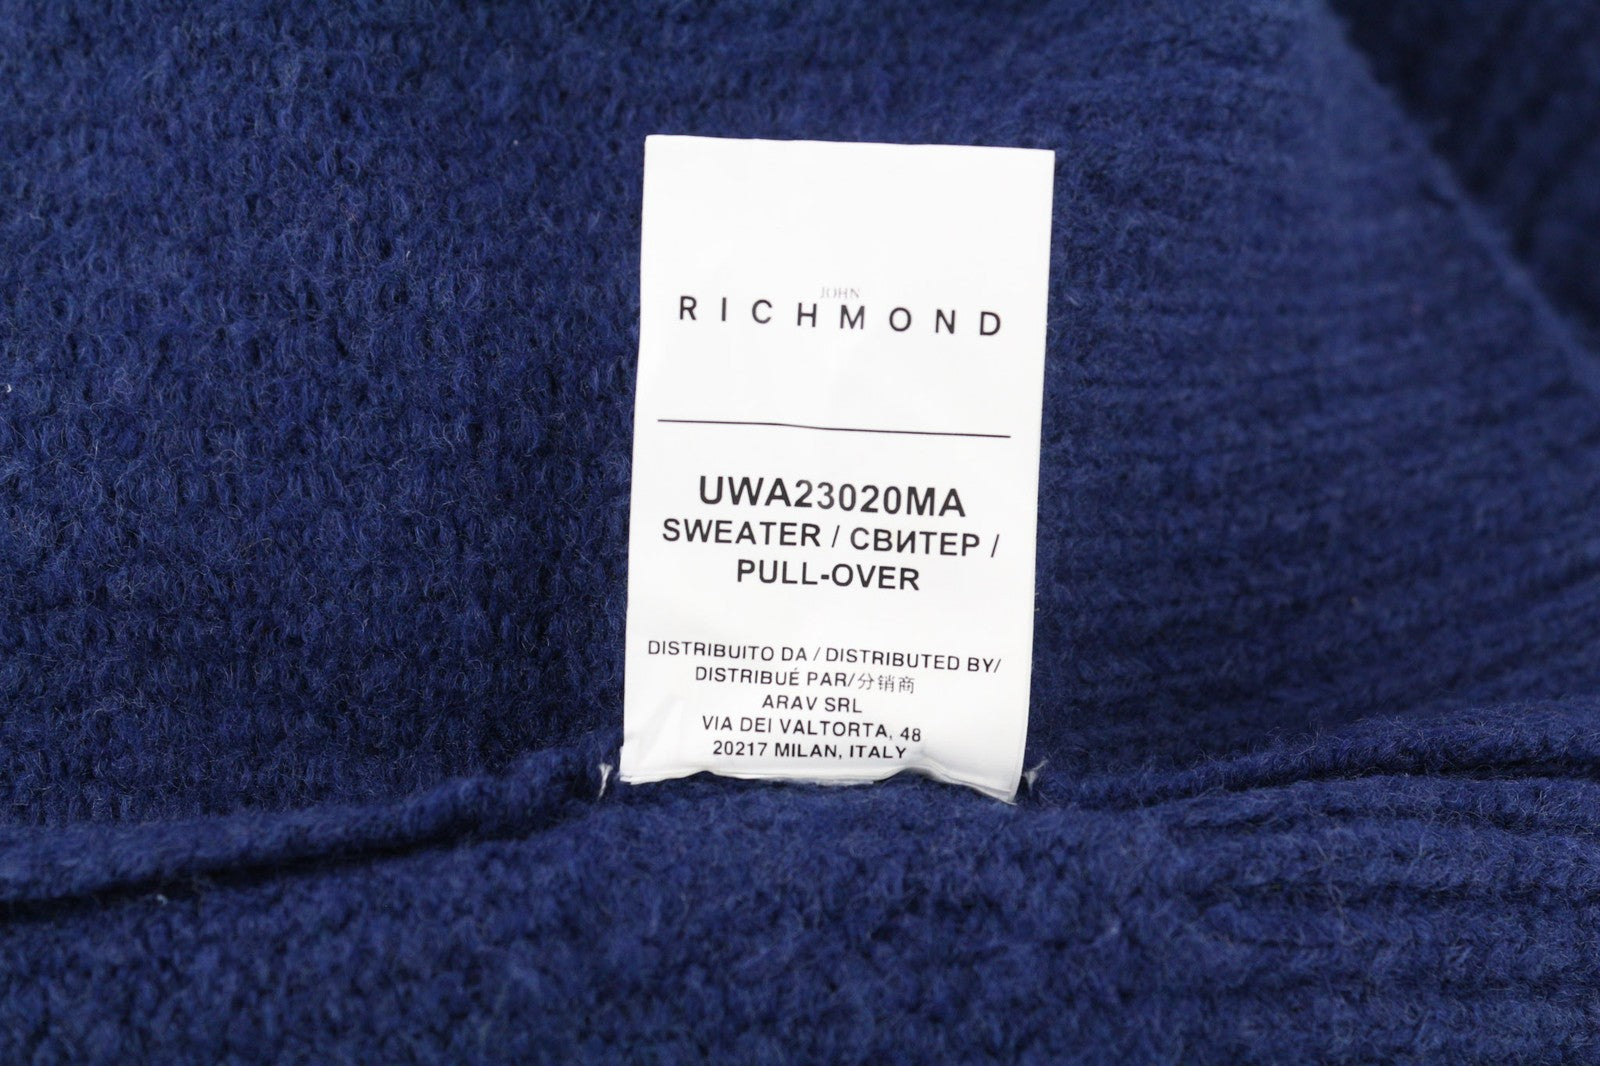 JOHN
RICHMOND
UWA23020MA
SWEATER / СВИТЕР /
PULL-OVER
DISTRIBUITO DA / DISTRIBUTED BY/
DISTRIBUÉ PAR/分销商
ARAV SRL
VIA DEI VALTORTA, 48
20217 MILAN, ITALY